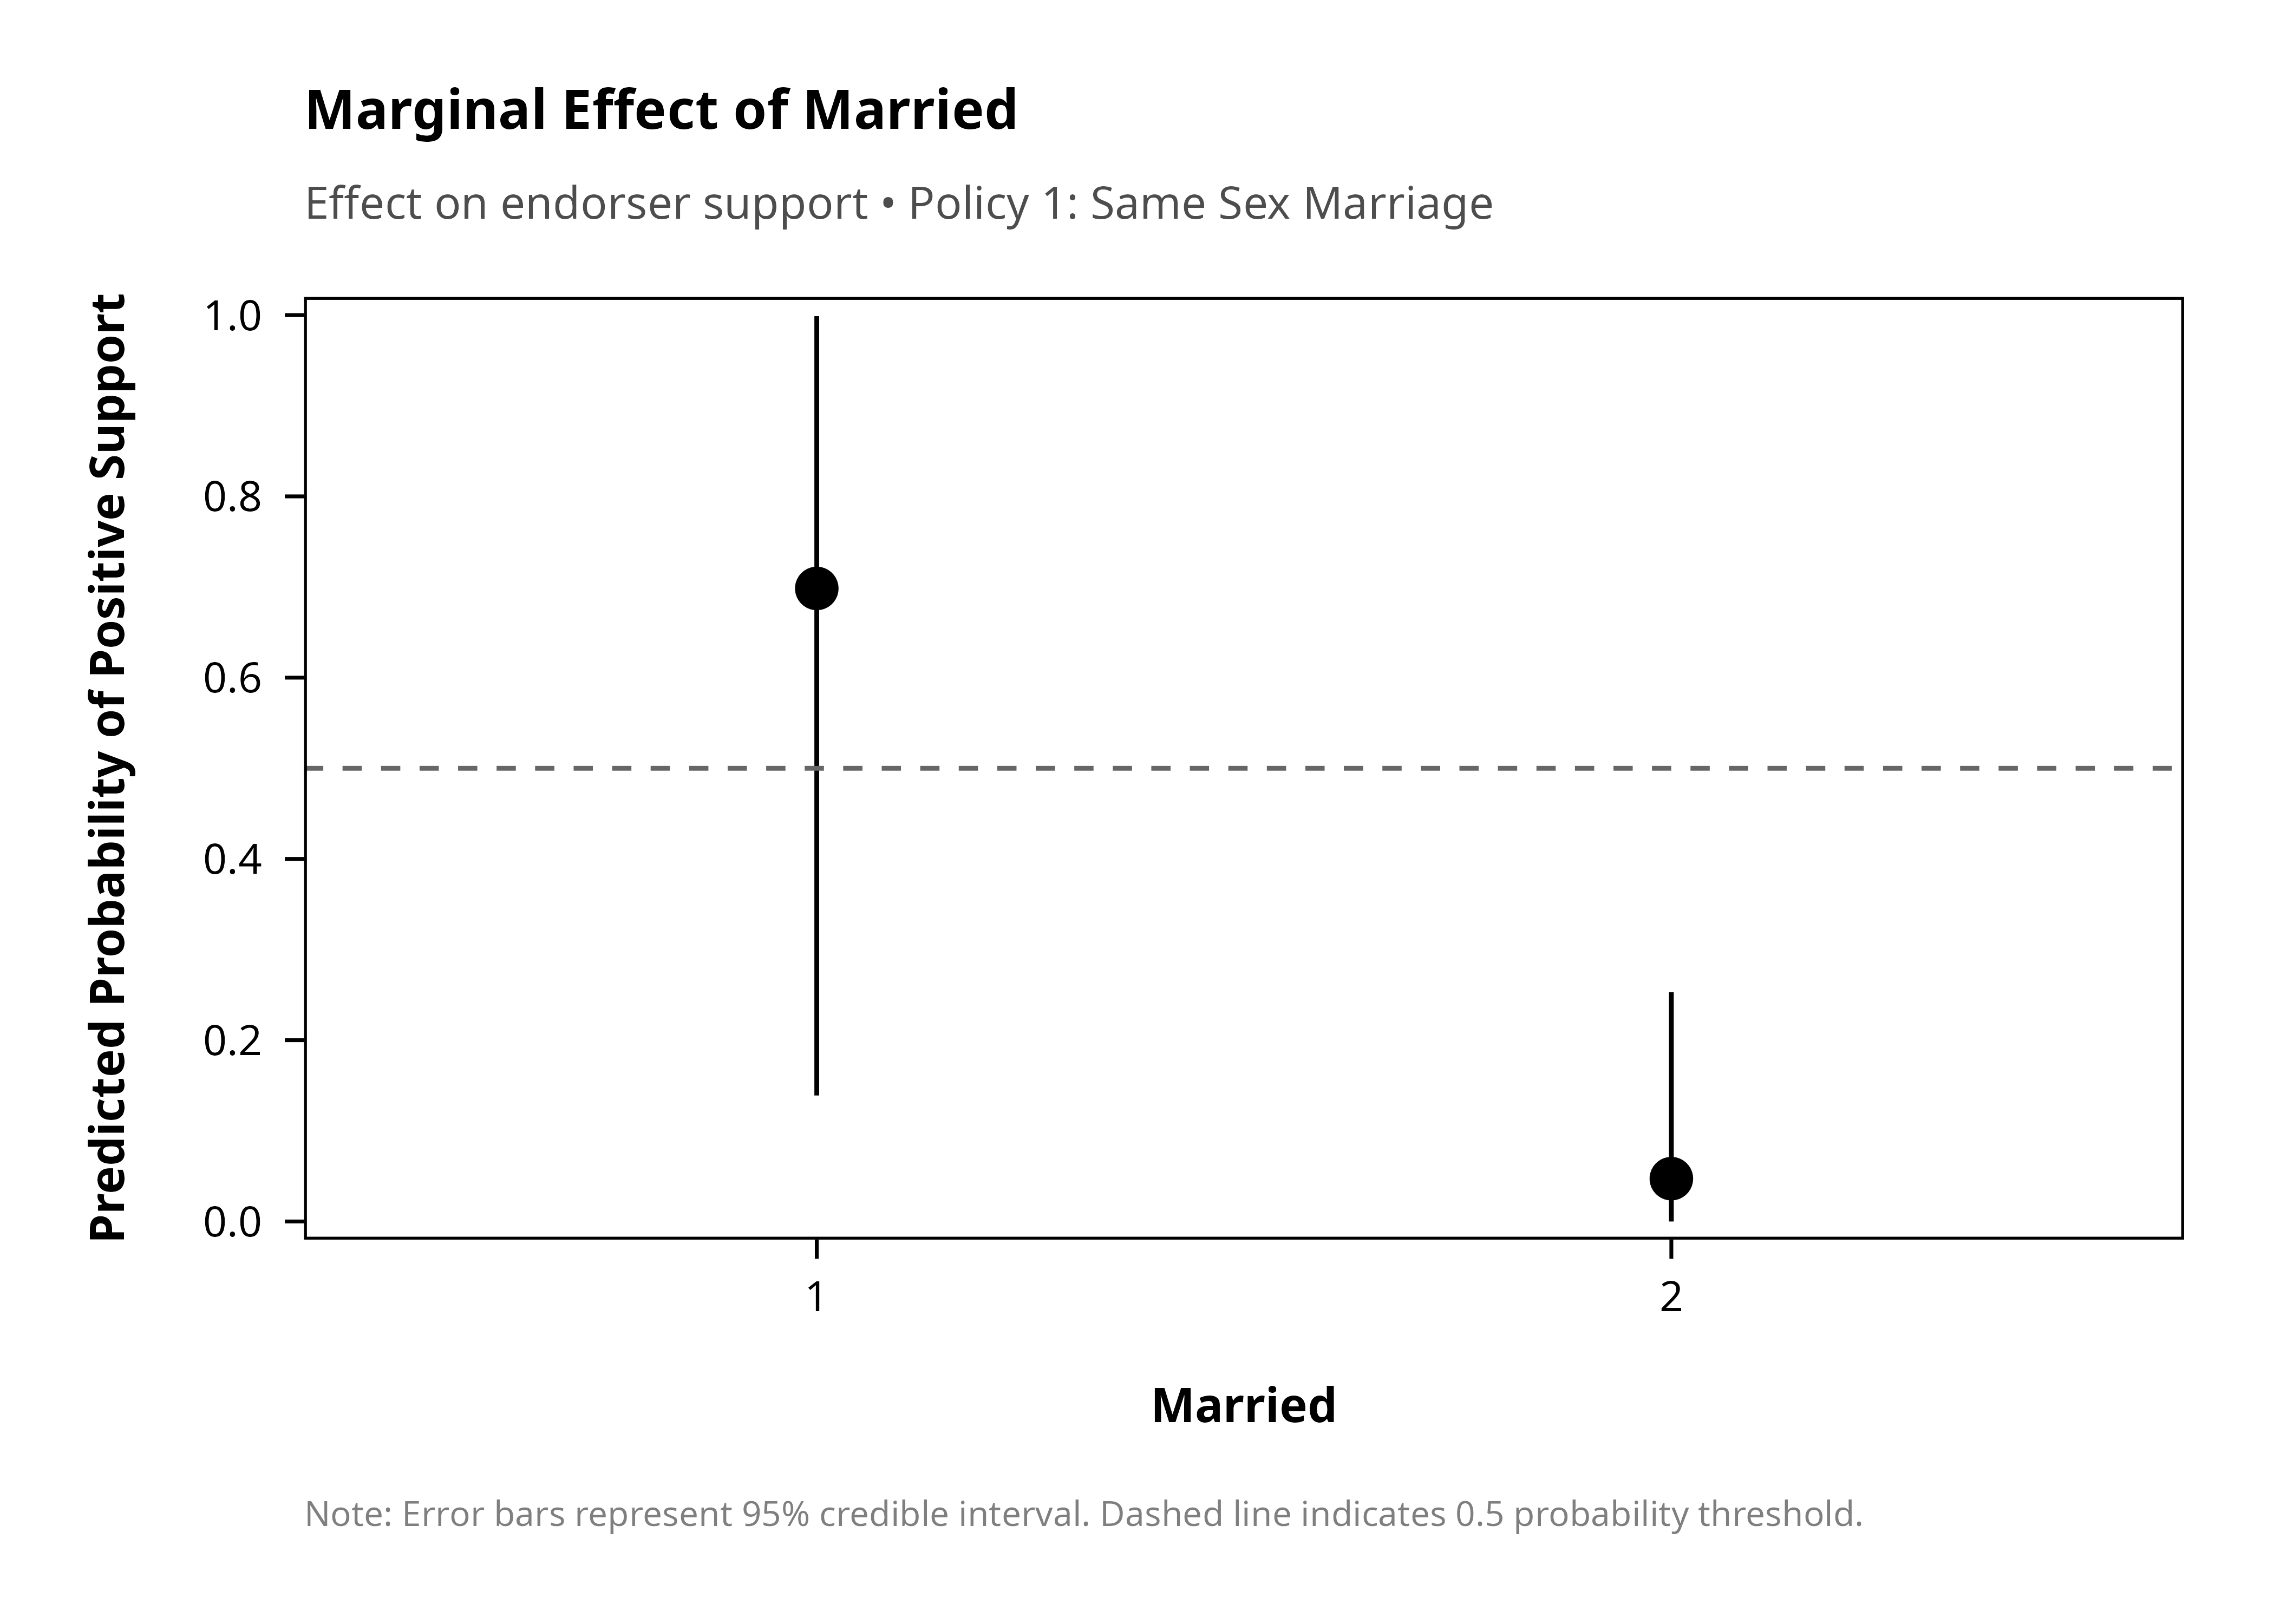 Marginal Effect of Married
Effect on endorser support • Policy 1: Same Sex Marriage
Predicted Probability of Positive Support
1.0
0.8
0.6
0.4
0.2
0.0
1
2
Married
Note: Error bars represent 95% credible interval. Dashed line indicates 0.5 probability threshold.